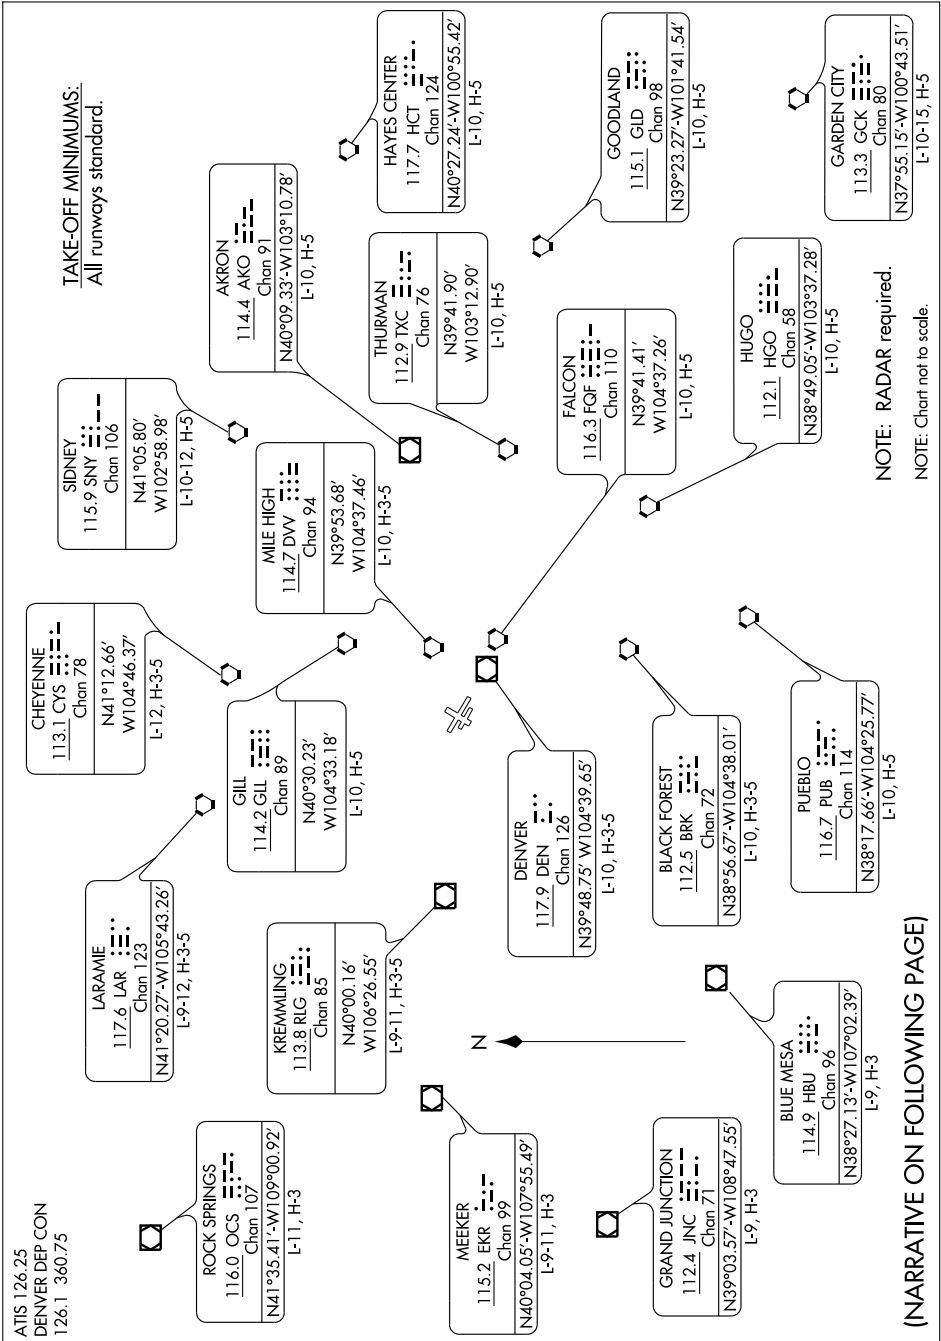 ATIS 126.25
DENVER DEP CON
126.1 360.75
TAKE-OFF MINIMUMS:
All runways standard.
ROCK SPRINGS
116.0 OCS
Chan 107
N41°35.41'-W109°00.92'
L-11, H-3
LARAMIE
117.6 LAR
Chan 123
N41°20.27'-W105°43.26'
L-9-12, H-3-5
CHEYENNE
113.1 CYS
Chan 78
N41°12.66'
W104°46.37'
L-12, H-3-5
SIDNEY
115.9 SNY
Chan 106
N41°05.80'
W102°58.98'
L-10-12, H-5
AKRON
114.4 AKO
Chan 91
N40°09.33'-W103°10.78'
L-10, H-5
HAYES CENTER
117.7 HCT
Chan 124
N40°27.24'-W100°55.42'
L-10, H-5
GILL
114.2 GLL
Chan 89
N40°30.23'
W104°33.18'
L-10, H-5
MILE HIGH
114.7 DVV
Chan 94
N39°53.68'
W104°37.46'
L-10, H-3-5
KREMMLING
113.8 RLG
Chan 85
N40°00.16'
W106°26.55'
L-9-11, H-3-5
THURMAN
112.9 TXC
Chan 76
N39°41.90'
W103°12.90'
L-10, H-5
MEEKER
115.2 EKR
Chan 99
N40°04.05'-W107°55.49'
L-9-11, H-3
N
DENVER
117.9 DEN
Chan 126
N39°48.75' W104°39.65'
L-10, H-3-5
FALCON
116.3 FQF
Chan 110
N39°41.41'
W104°37.26'
L-10, H-5
GOODLAND
115.1 GLD
Chan 98
N39°23.27'-W101°41.54'
L-10, H-5
GRAND JUNCTION
112.4 JNC
Chan 71
N39°03.57'-W108°47.55'
L-9, H-3
BLACK FOREST
112.5 BRK
Chan 72
N38°56.67'-W104°38.01'
L-10, H-3-5
HUGO
112.1 HGO
Chan 58
N38°49.05'-W103°37.28'
L-10, H-5
BLUE MESA
114.9 HBU
Chan 96
N38°27.13'-W107°02.39'
L-9, H-3
PUEBLO
116.7 PUB
Chan 114
N38°17.66'-W104°25.77'
L-10, H-5
GARDEN CITY
113.3 GCK
Chan 80
N37°55.15'-W100°43.51'
L-10-15, H-5
NOTE: RADAR required.
NOTE: Chart not to scale.
(NARRATIVE ON FOLLOWING PAGE)